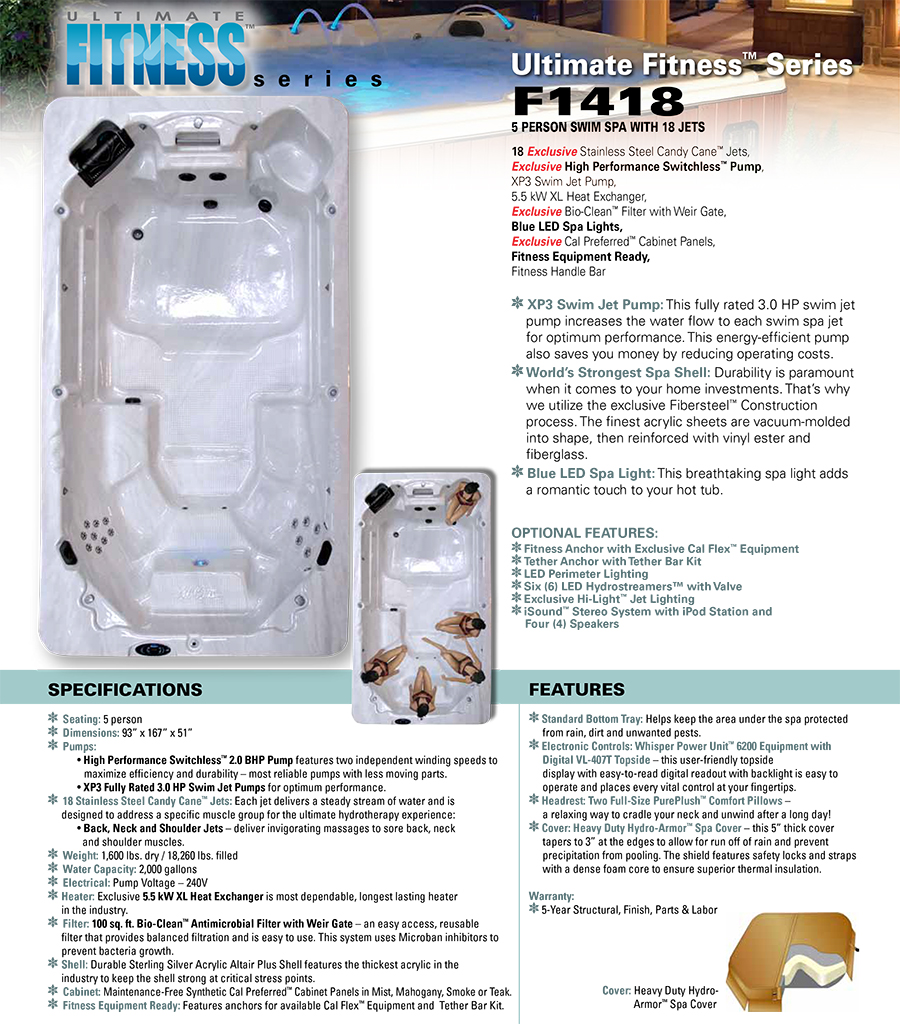 ULTIMATE
FITNESS™
series
Ultimate Fitness™ Series
F1418
5 PERSON SWIM SPA WITH 18 JETS
18 Exclusive Stainless Steel Candy Cane™ Jets,
Exclusive High Performance Switchless™ Pump,
XP3 Swim Jet Pump,
5.5 kW XL Heat Exchanger,
Exclusive Bio-Clean™ Filter with Weir Gate,
Blue LED Spa Lights,
Exclusive Cal Preferred™ Cabinet Panels,
Fitness Equipment Ready,
Fitness Handle Bar
✻ XP3 Swim Jet Pump: This fully rated 3.0 HP swim jet
pump increases the water flow to each swim spa jet
for optimum performance. This energy-efficient pump
also saves you money by reducing operating costs.
✻ World's Strongest Spa Shell: Durability is paramount
when it comes to your home investments. That's why
we utilize the exclusive Fibersteel™ Construction
process. The finest acrylic sheets are vacuum-molded
into shape, then reinforced with vinyl ester and
fiberglass.
✻ Blue LED Spa Light: This breathtaking spa light adds
a romantic touch to your hot tub.
OPTIONAL FEATURES:
✻ Fitness Anchor with Exclusive Cal Flex™ Equipment
✻ Tether Anchor with Tether Bar Kit
✻ LED Perimeter Lighting
✻ Six (6) LED Hydrostreamers™ with Valve
✻ Exclusive Hi-Light™ Jet Lighting
✻ iSound™ Stereo System with iPod Station and
Four (4) Speakers
SPECIFICATIONS
✻ Seating: 5 person
✻ Dimensions: 93" x 167" x 51"
✻ Pumps:
• High Performance Switchless™ 2.0 BHP Pump features two independent winding speeds to
maximize efficiency and durability – most reliable pumps with less moving parts.
• XP3 Fully Rated 3.0 HP Swim Jet Pumps for optimum performance.
✻ 18 Stainless Steel Candy Cane™ Jets: Each jet delivers a steady stream of water and is
designed to address a specific muscle group for the ultimate hydrotherapy experience:
• Back, Neck and Shoulder Jets – deliver invigorating massages to sore back, neck
and shoulder muscles.
✻ Weight: 1,600 lbs. dry / 18,260 lbs. filled
✻ Water Capacity: 2,000 gallons
✻ Electrical: Pump Voltage – 240V
✻ Heater: Exclusive 5.5 kW XL Heat Exchanger is most dependable, longest lasting heater
in the industry.
✻ Filter: 100 sq. ft. Bio-Clean™ Antimicrobial Filter with Weir Gate – an easy access, reusable
filter that provides balanced filtration and is easy to use. This system uses Microban inhibitors to
prevent bacteria growth.
✻ Shell: Durable Sterling Silver Acrylic Altair Plus Shell features the thickest acrylic in the
industry to keep the shell strong at critical stress points.
✻ Cabinet: Maintenance-Free Synthetic Cal Preferred™ Cabinet Panels in Mist, Mahogany, Smoke or Teak.
✻ Fitness Equipment Ready: Features anchors for available Cal Flex™ Equipment and Tether Bar Kit.
FEATURES
✻ Standard Bottom Tray: Helps keep the area under the spa protected
from rain, dirt and unwanted pests.
✻ Electronic Controls: Whisper Power Unit™ 6200 Equipment with
Digital VL-407T Topside – this user-friendly topside
display with easy-to-read digital readout with backlight is easy to
operate and places every vital control at your fingertips.
✻ Headrest: Two Full-Size PurePlush™ Comfort Pillows –
a relaxing way to cradle your neck and unwind after a long day!
✻ Cover: Heavy Duty Hydro-Armor™ Spa Cover – this 5" thick cover
tapers to 3" at the edges to allow for run off of rain and prevent
precipitation from pooling. The shield features safety locks and straps
with a dense foam core to ensure superior thermal insulation.
Warranty:
✻ 5-Year Structural, Finish, Parts & Labor
Cover: Heavy Duty Hydro-
Armor™ Spa Cover